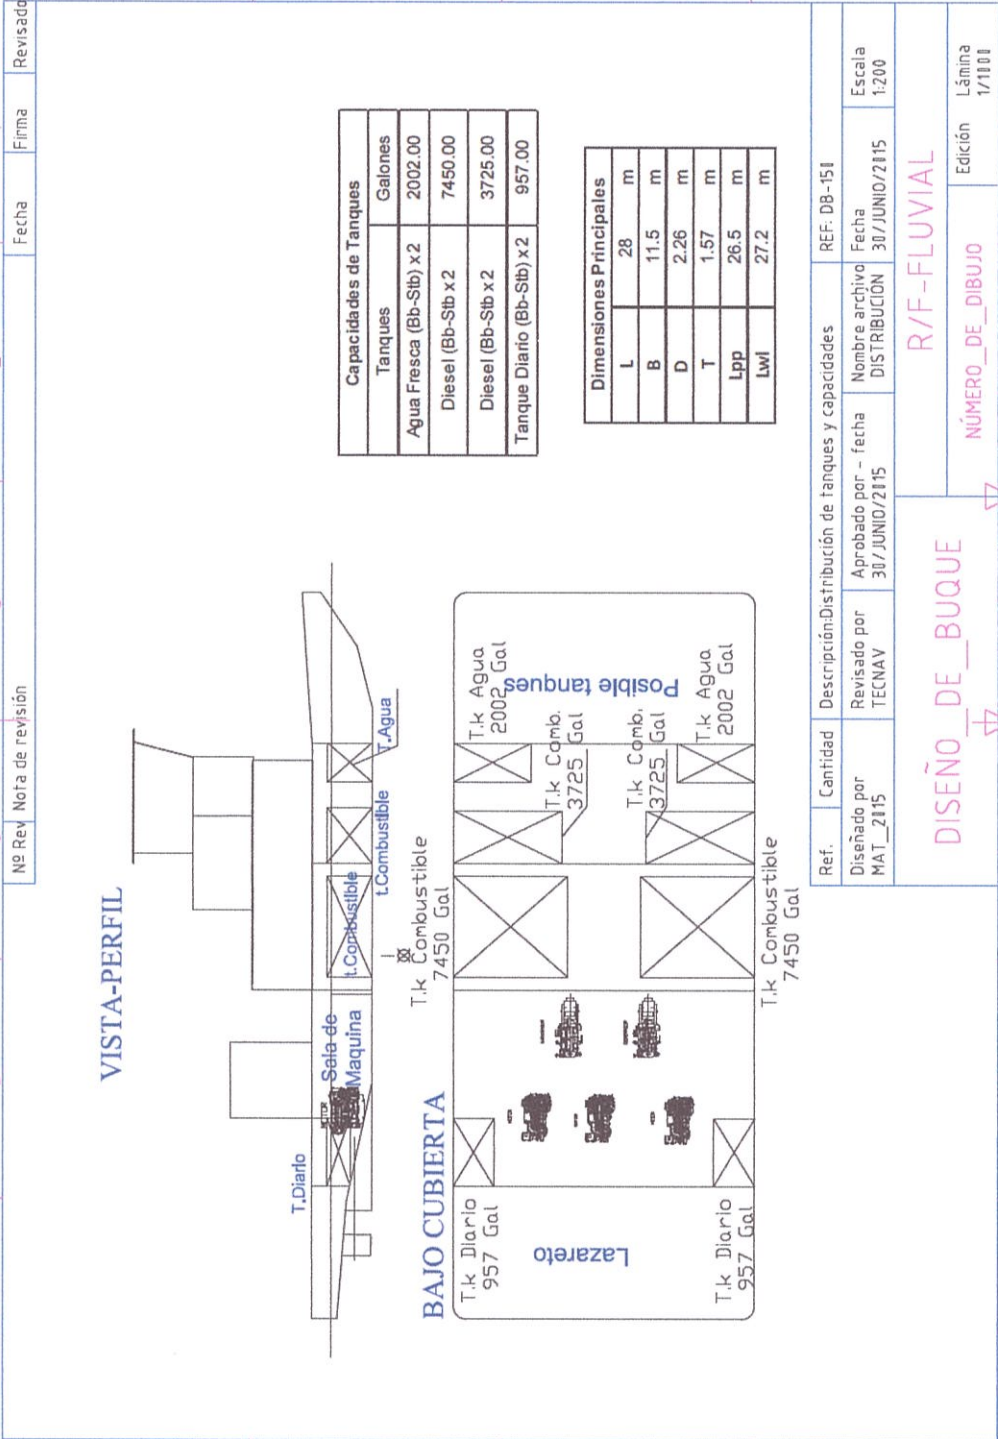 Nº Rev Nota de revisión Fecha Firma Revisado
VISTA-PERFIL
T.Diario
Sala de
Maquina
t.Combustible
t.Combustible
T.Agua
BAJO CUBIERTA
T.k Combustible
7450 Gal
T.k Diario
957 Gal
T.k Agua
2002 Gal
T.k Comb.
3725 Gal
Lazareto
Posible tanques
T.k Comb.
3725 Gal
T.k Agua
2002 Gal
T.k Diario
957 Gal
T.k Combustible
7450 Gal
Capacidades de Tanques
Tanques Galones
Agua Fresca (Bb-Stb) x2 2002.00
Diesel (Bb-Stb x2 7450.00
Diesel (Bb-Stb x2 3725.00
Tanque Diario (Bb-Stb) x2 957.00
Dimensiones Principales
L 28 m
B 11.5 m
D 2.26 m
T 1.57 m
Lpp 26.5 m
Lwl 27.2 m
Ref. Cantidad Descripción:Distribución de tanques y capacidades REF: DB-150
Diseñado por Revisado por Aprobado por - fecha Nombre archivo Fecha Escala
MAT_2015 TECNAV 30/JUNIO/2015 DISTRIBUCIÓN 30/JUNIO/2015 1:200
DISEÑO_DE_BUQUE
R/F-FLUVIAL
NÚMERO_DE_DIBUJO
Edición Lámina
1/1000